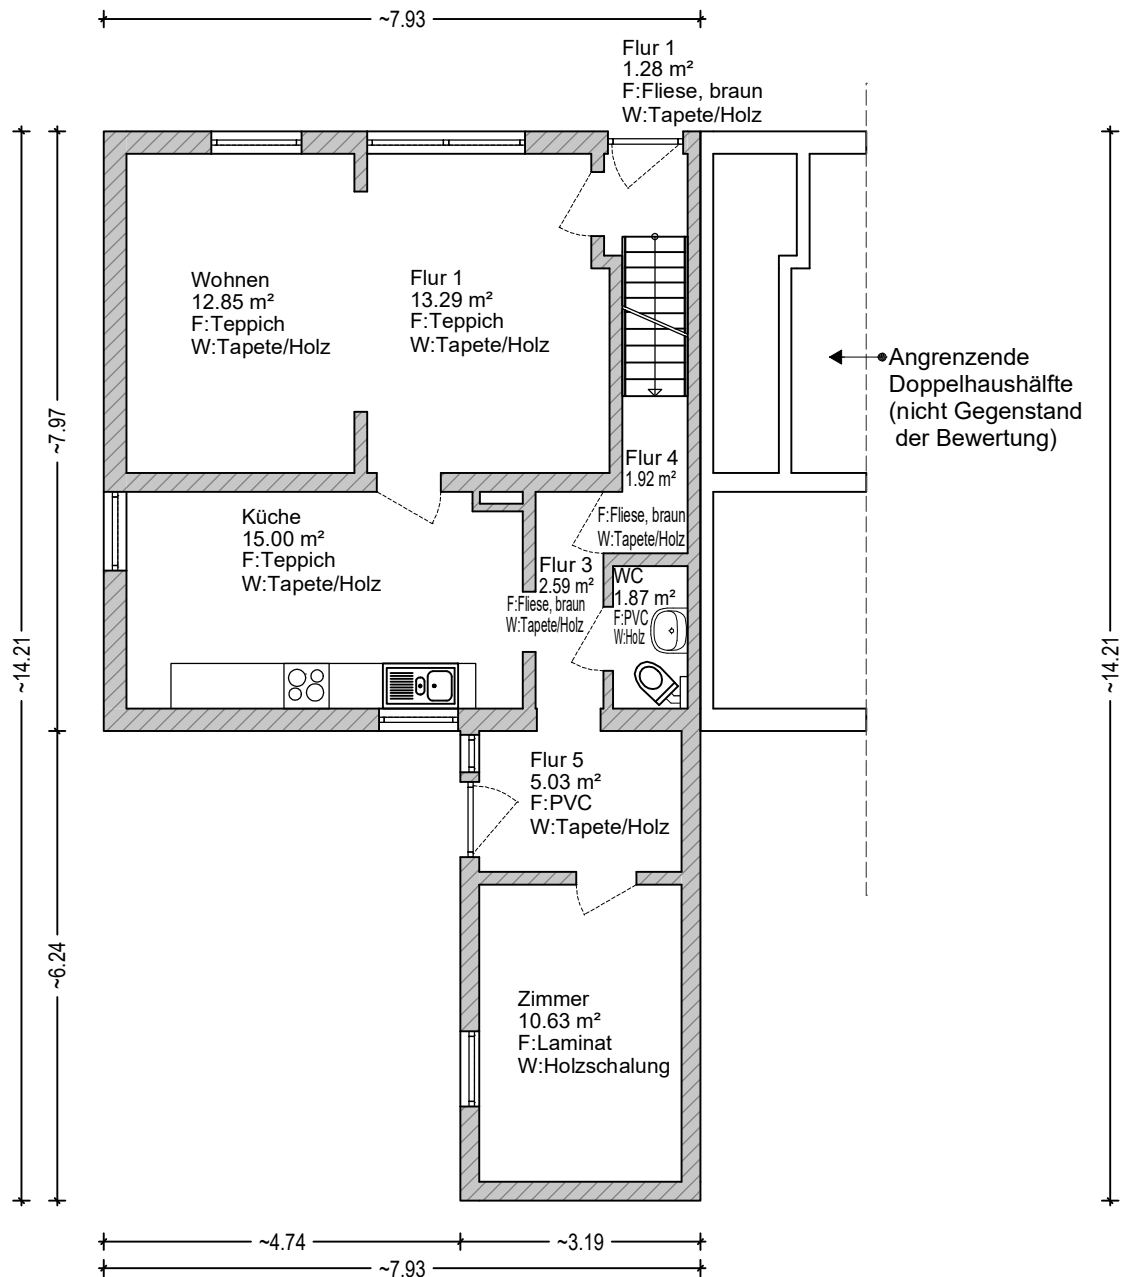 ~7.93
Flur 1
1.28 m²
F:Fliese, braun
W:Tapete/Holz
Wohnen
12.85 m²
F:Teppich
W:Tapete/Holz
Flur 1
13.29 m²
F:Teppich
W:Tapete/Holz
Angrenzende
Doppelhaushälfte
(nicht Gegenstand
der Bewertung)
~7.97
Flur 4
1.92 m²
F:Fliese, braun
W:Tapete/Holz
Küche
15.00 m²
F:Teppich
W:Tapete/Holz
Flur 3
2.59 m²
F:Fliese, braun
W:Tapete/Holz
WC
1.87 m²
F:PVC
W:Holz
~14.21
~14.21
Flur 5
5.03 m²
F:PVC
W:Tapete/Holz
~6.24
Zimmer
10.63 m²
F:Laminat
W:Holzschalung
~4.74
~3.19
~7.93